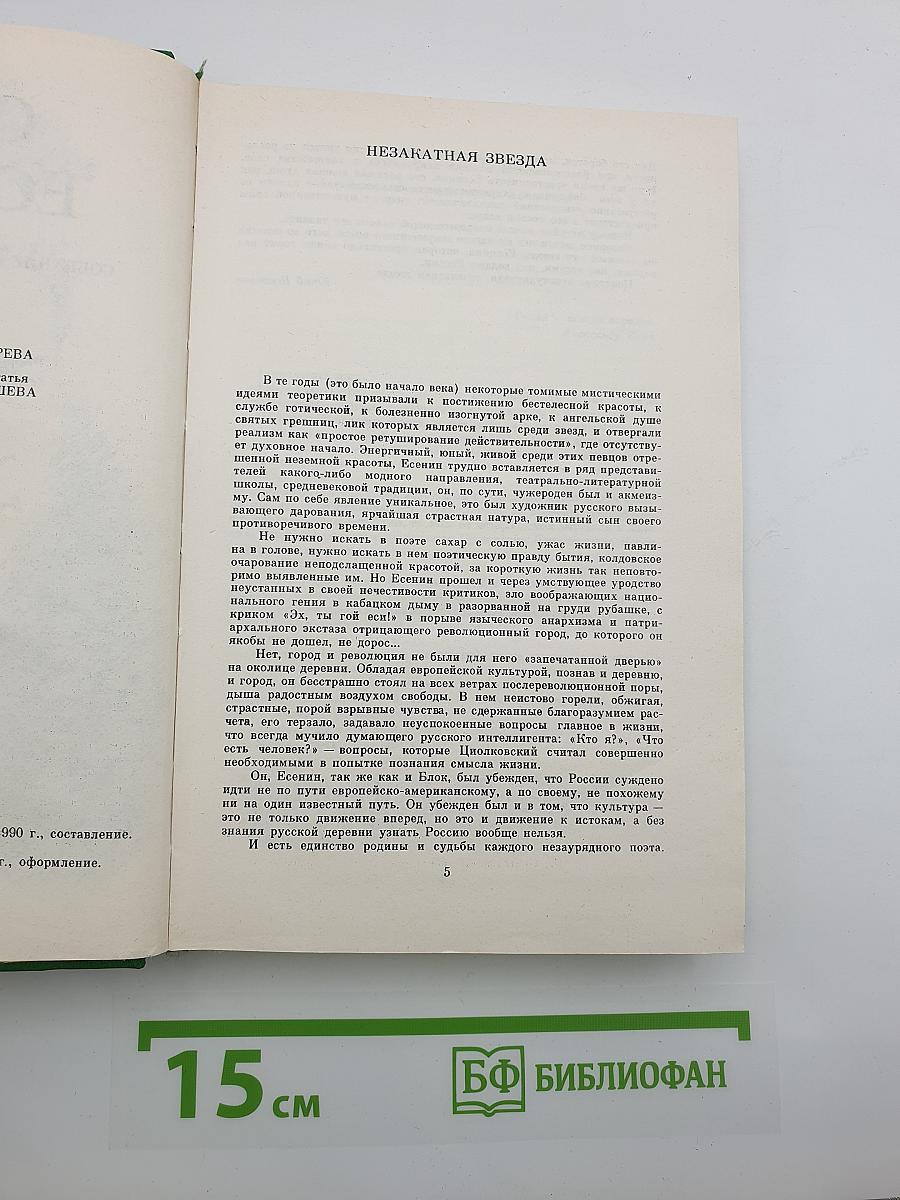 РЕВА
татья
ШЕВА
990 г., составление.
г., оформление.
НЕЗАКАТНАЯ ЗВЕЗДА
В те годы (это было начало века) некоторые томимые мистическими
идеями теоретики призывали к постижению бестелесной красоты, к
службе готической, к болезненно изогнутой арке, к ангельской душе
святых грешниц, лик которых является лишь среди звезд, и отвергали
реализм как «простое ретуширование действительности», где отсутству-
ет духовное начало. Энергичный, юный, живой среди этих певцов отре-
шенной неземной красоты, Есенин трудно вставляется в ряд представи-
телей какого-либо модного направления, театрально-литературной
школы, средневековой традиции, он, по сути, чужероден был и акмеиз-
му. Сам по себе явление уникальное, это был художник русского вызы-
вающего дарования, ярчайшая страстная натура, истинный сын своего
противоречивого времени.
Не нужно искать в поэте сахар с солью, ужас жизни, павли-
на в голове, нужно искать в нем поэтическую правду бытия, колдовское
очарование неподслащенной красотой, за короткую жизнь так неповто-
римо выявленные им. Но Есенин прошел и через умствующее уродство
неустанных в своей нечестивости критиков, зло воображающих нацио-
нального гения в кабацком дыму в разорванной на груди рубашке, с
криком «Эх, ты гой еси!» в порыве языческого анархизма и патри-
архального экстаза отрицающего революционный город, до которого он
якобы не дошел, не дорос...
Нет, город и революция не были для него «запечатанной дверью»
на околице деревни. Обладая европейской культурой, познав и деревню,
и город, он бесстрашно стоял на всех ветрах послереволюционной поры,
дыша радостным воздухом свободы. В нем неистово горели, обжигая,
страстные, порой взрывные чувства, не сдержанные благоразумием рас-
чета, его терзало, задавало неуспокоенные вопросы главное в жизни,
что всегда мучило думающего русского интеллигента: «Кто я?», «Что
есть человек?» — вопросы, которые Циолковский считал совершенно
необходимыми в попытке познания смысла жизни.
Он, Есенин, так же как и Блок, был убежден, что России суждено
идти не по пути европейско-американскому, а по своему, не похожему
ни на один известный путь. Он убежден был и в том, что культура —
это не только движение вперед, но это и движение к истокам, а без
знания русской деревни узнать Россию вообще нельзя.
И есть единство родины и судьбы каждого незаурядного поэта.
5
15 см
БФ БИБЛИОФАН